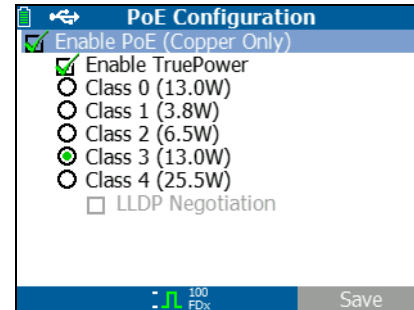 PoE Configuration
Enable PoE (Copper Only)
Enable TruePower
Class 0 (13.0W)
Class 1 (3.8W)
Class 2 (6.5W)
Class 3 (13.0W)
Class 4 (25.5W)
LLDP Negotiation
100
FDx
Save